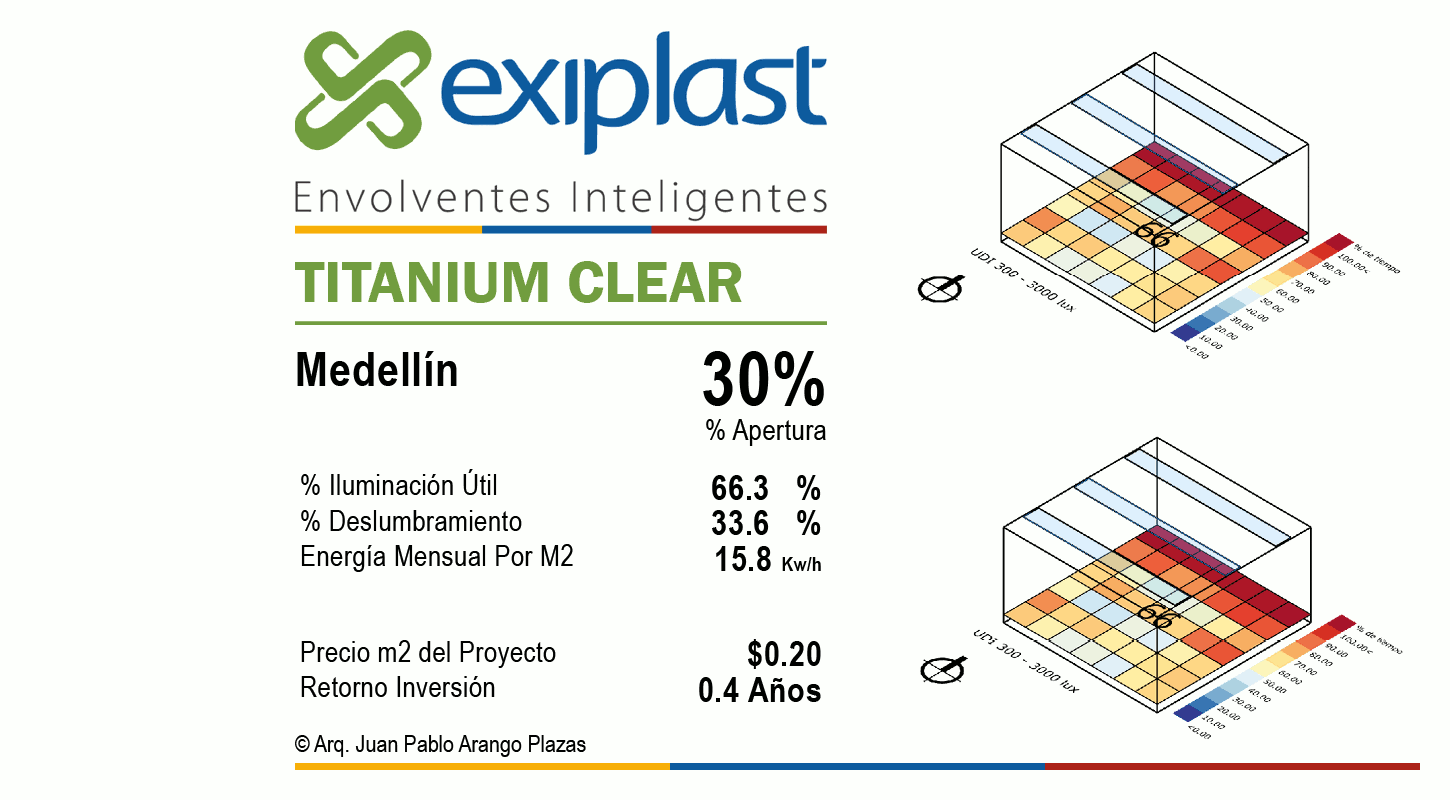 exiplast
Envolventes Inteligentes
TITANIUM CLEAR
Medellín
30%
% Apertura
% Iluminación Útil 66.3 %
% Deslumbramiento 33.6 %
Energía Mensual Por M2 15.8 Kw/h
Precio m2 del Proyecto $0.20
Retorno Inversión 0.4 Años
© Arq. Juan Pablo Arango Plazas
66
UDI 300 - 3000 lux
% de tiempo
100.00<
90.00
80.00
70.00
60.00
50.00
40.00
30.00
20.00
10.00
<0.00
66
UDI 300 - 3000 lux
% de tiempo
100.00<
90.00
80.00
70.00
60.00
50.00
40.00
30.00
20.00
10.00
<0.00